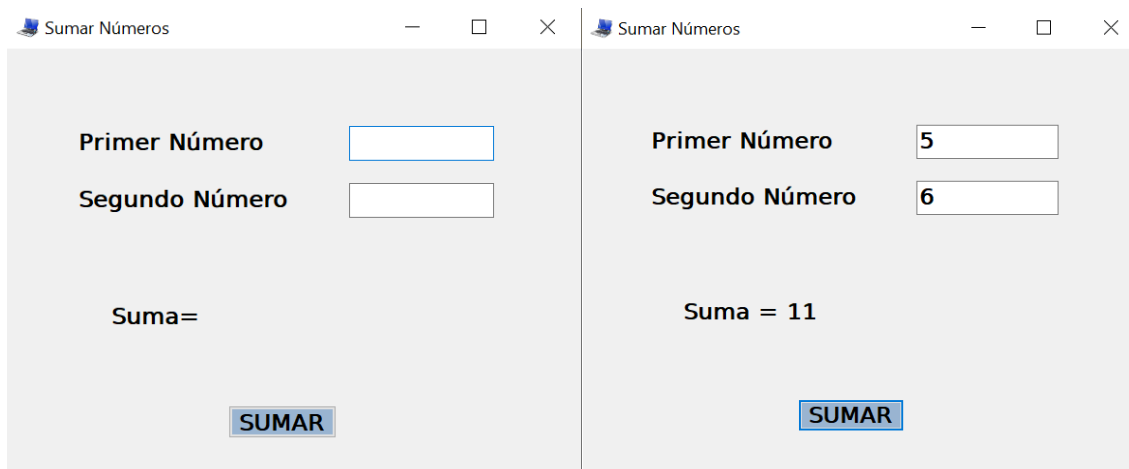 Sumar Números
Primer Número
Segundo Número
Suma=
SUMAR
Sumar Números
Primer Número 5
Segundo Número 6
Suma = 11
SUMAR